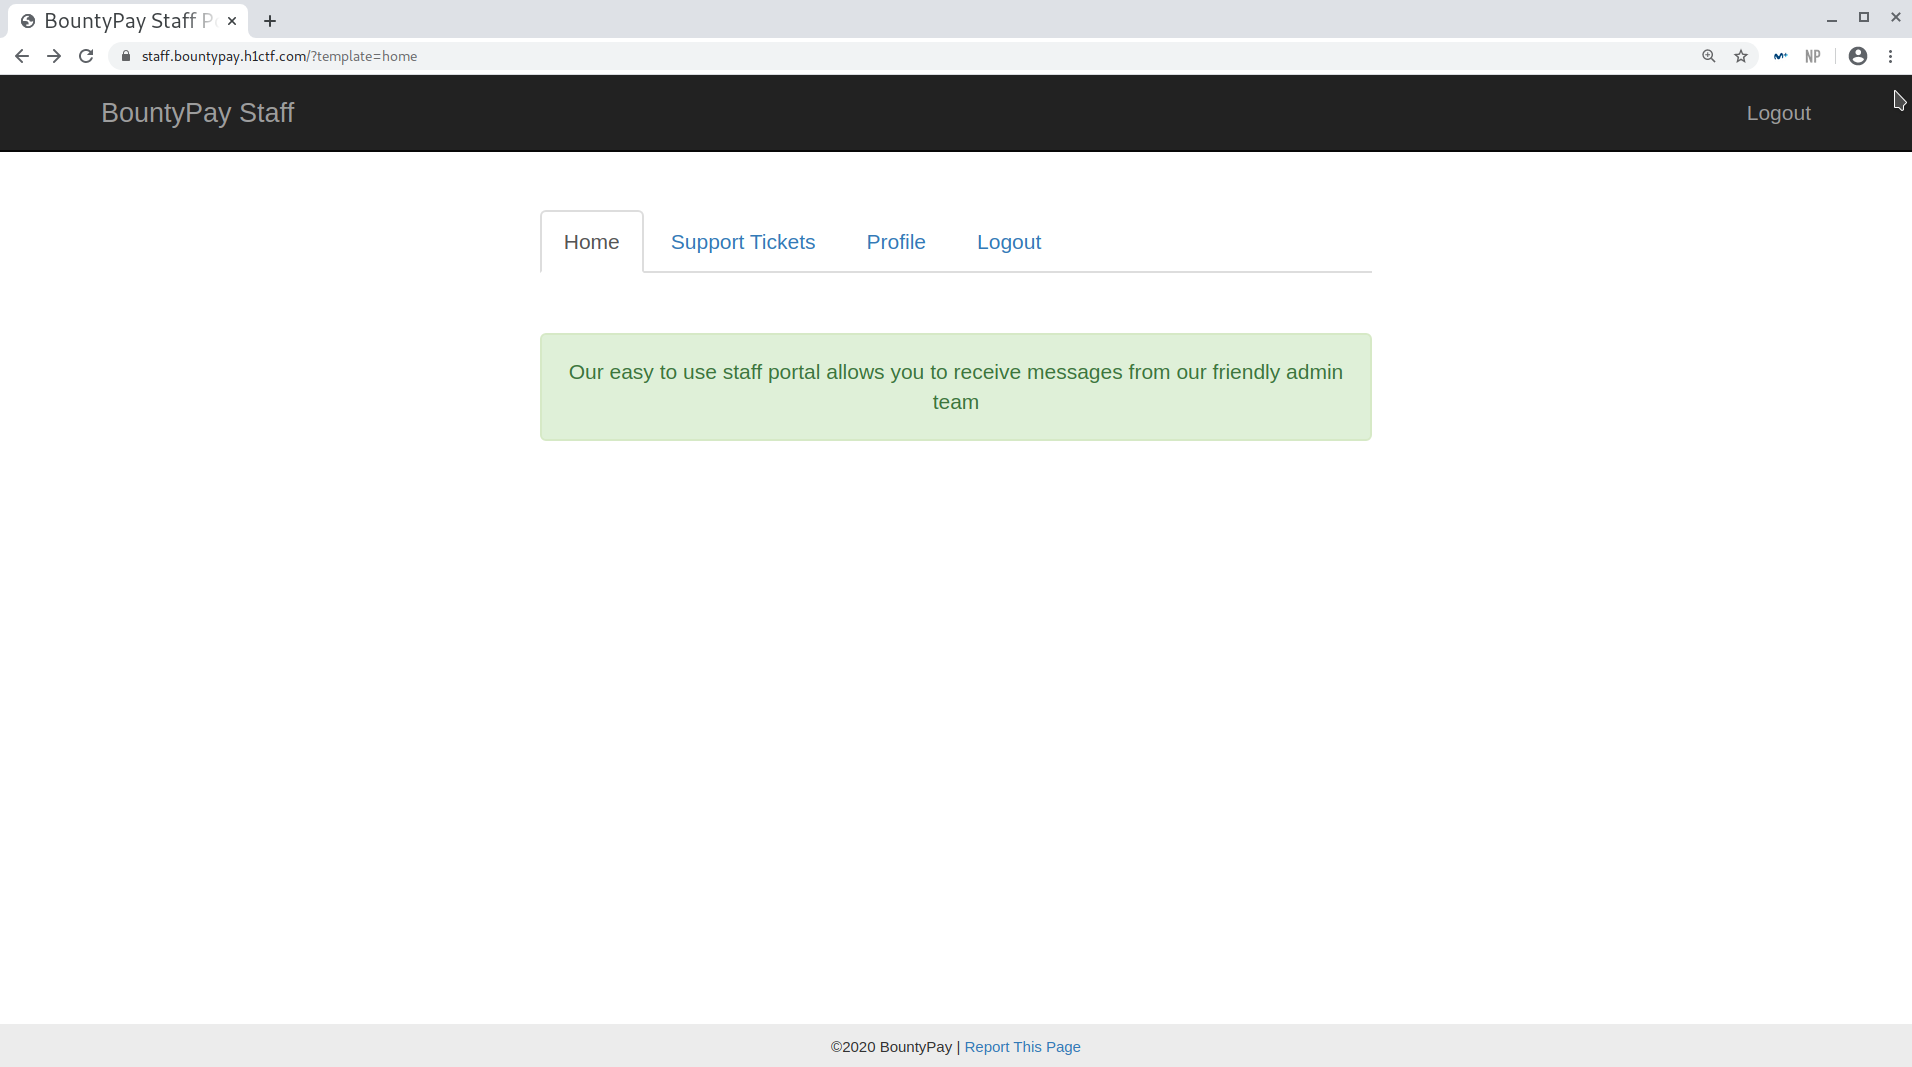 BountyPay Staff P
staff.bountypay.h1ctf.com/?template=home
NP
BountyPay Staff
Logout
Home
Support Tickets
Profile
Logout
Our easy to use staff portal allows you to receive messages from our friendly admin
team
©2020 BountyPay | Report This Page